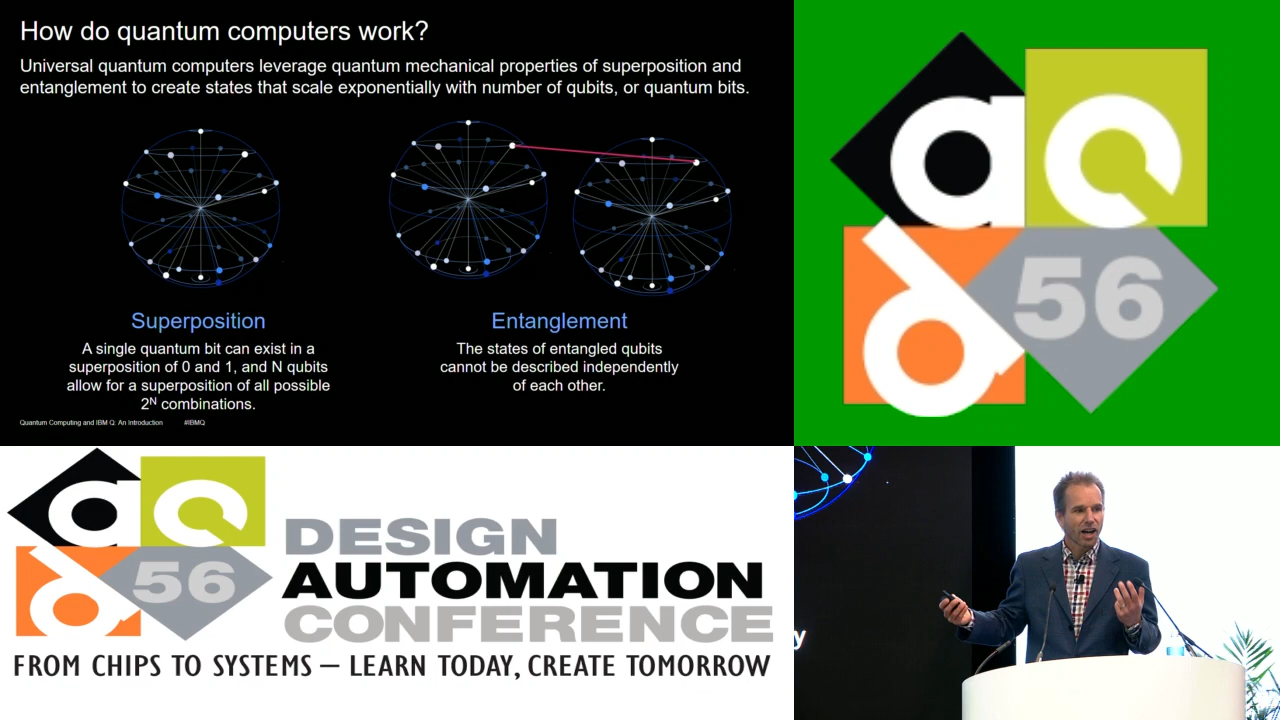 How do quantum computers work?
Universal quantum computers leverage quantum mechanical properties of superposition and
entanglement to create states that scale exponentially with number of qubits, or quantum bits.
Superposition
A single quantum bit can exist in a
superposition of 0 and 1, and N qubits
allow for a superposition of all possible
2ᴺ combinations.
Entanglement
The states of entangled qubits
cannot be described independently
of each other.
Quantum Computing and IBM Q: An Introduction #IBMQ
dac
56
dac
56
DESIGN
AUTOMATION
CONFERENCE
FROM CHIPS TO SYSTEMS — LEARN TODAY, CREATE TOMORROW
y